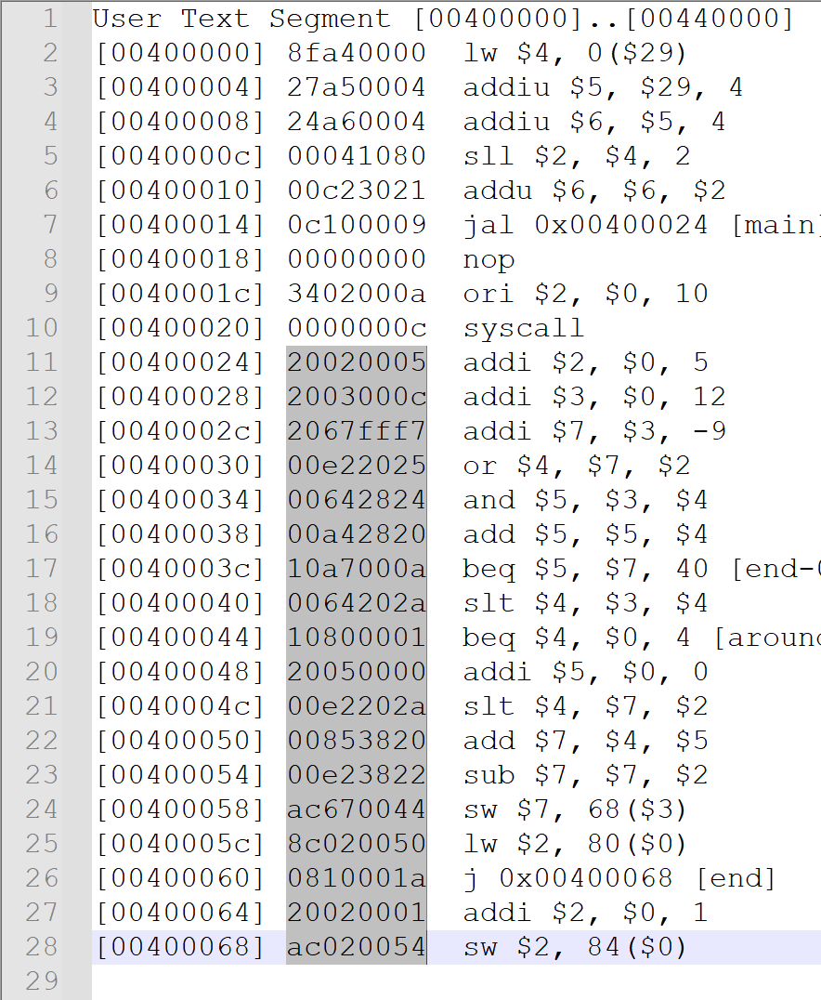 1 User Text Segment [00400000]..[00440000]
2 [00400000] 8fa40000 lw $4, 0($29)
3 [00400004] 27a50004 addiu $5, $29, 4
4 [00400008] 24a60004 addiu $6, $5, 4
5 [0040000c] 00041080 sll $2, $4, 2
6 [00400010] 00c23021 addu $6, $6, $2
7 [00400014] 0c100009 jal 0x00400024 [main]
8 [00400018] 00000000 nop
9 [0040001c] 3402000a ori $2, $0, 10
10 [00400020] 0000000c syscall
11 [00400024] 20020005 addi $2, $0, 5
12 [00400028] 2003000c addi $3, $0, 12
13 [0040002c] 2067fff7 addi $7, $3, -9
14 [00400030] 00e22025 or $4, $7, $2
15 [00400034] 00642824 and $5, $3, $4
16 [00400038] 00a42820 add $5, $5, $4
17 [0040003c] 10a7000a beq $5, $7, 40 [end-0
18 [00400040] 0064202a slt $4, $3, $4
19 [00400044] 10800001 beq $4, $0, 4 [around
20 [00400048] 20050000 addi $5, $0, 0
21 [0040004c] 00e2202a slt $4, $7, $2
22 [00400050] 00853820 add $7, $4, $5
23 [00400054] 00e23822 sub $7, $7, $2
24 [00400058] ac670044 sw $7, 68($3)
25 [0040005c] 8c020050 lw $2, 80($0)
26 [00400060] 0810001a j 0x00400068 [end]
27 [00400064] 20020001 addi $2, $0, 1
28 [00400068] ac020054 sw $2, 84($0)
29